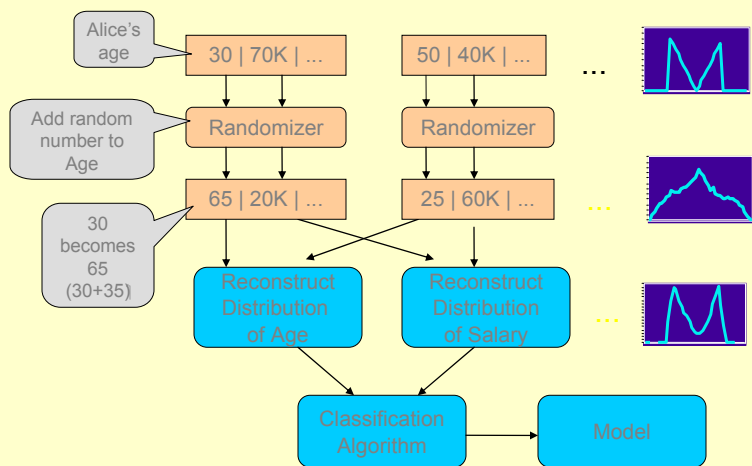 Alice's
age
30 | 70K | ...
50 | 40K | ...
...
Add random
number to
Age
Randomizer
Randomizer
65 | 20K | ...
25 | 60K | ...
...
30
becomes
65
(30+35)
Reconstruct
Distribution
of Age
Reconstruct
Distribution
of Salary
...
Classification
Algorithm
Model